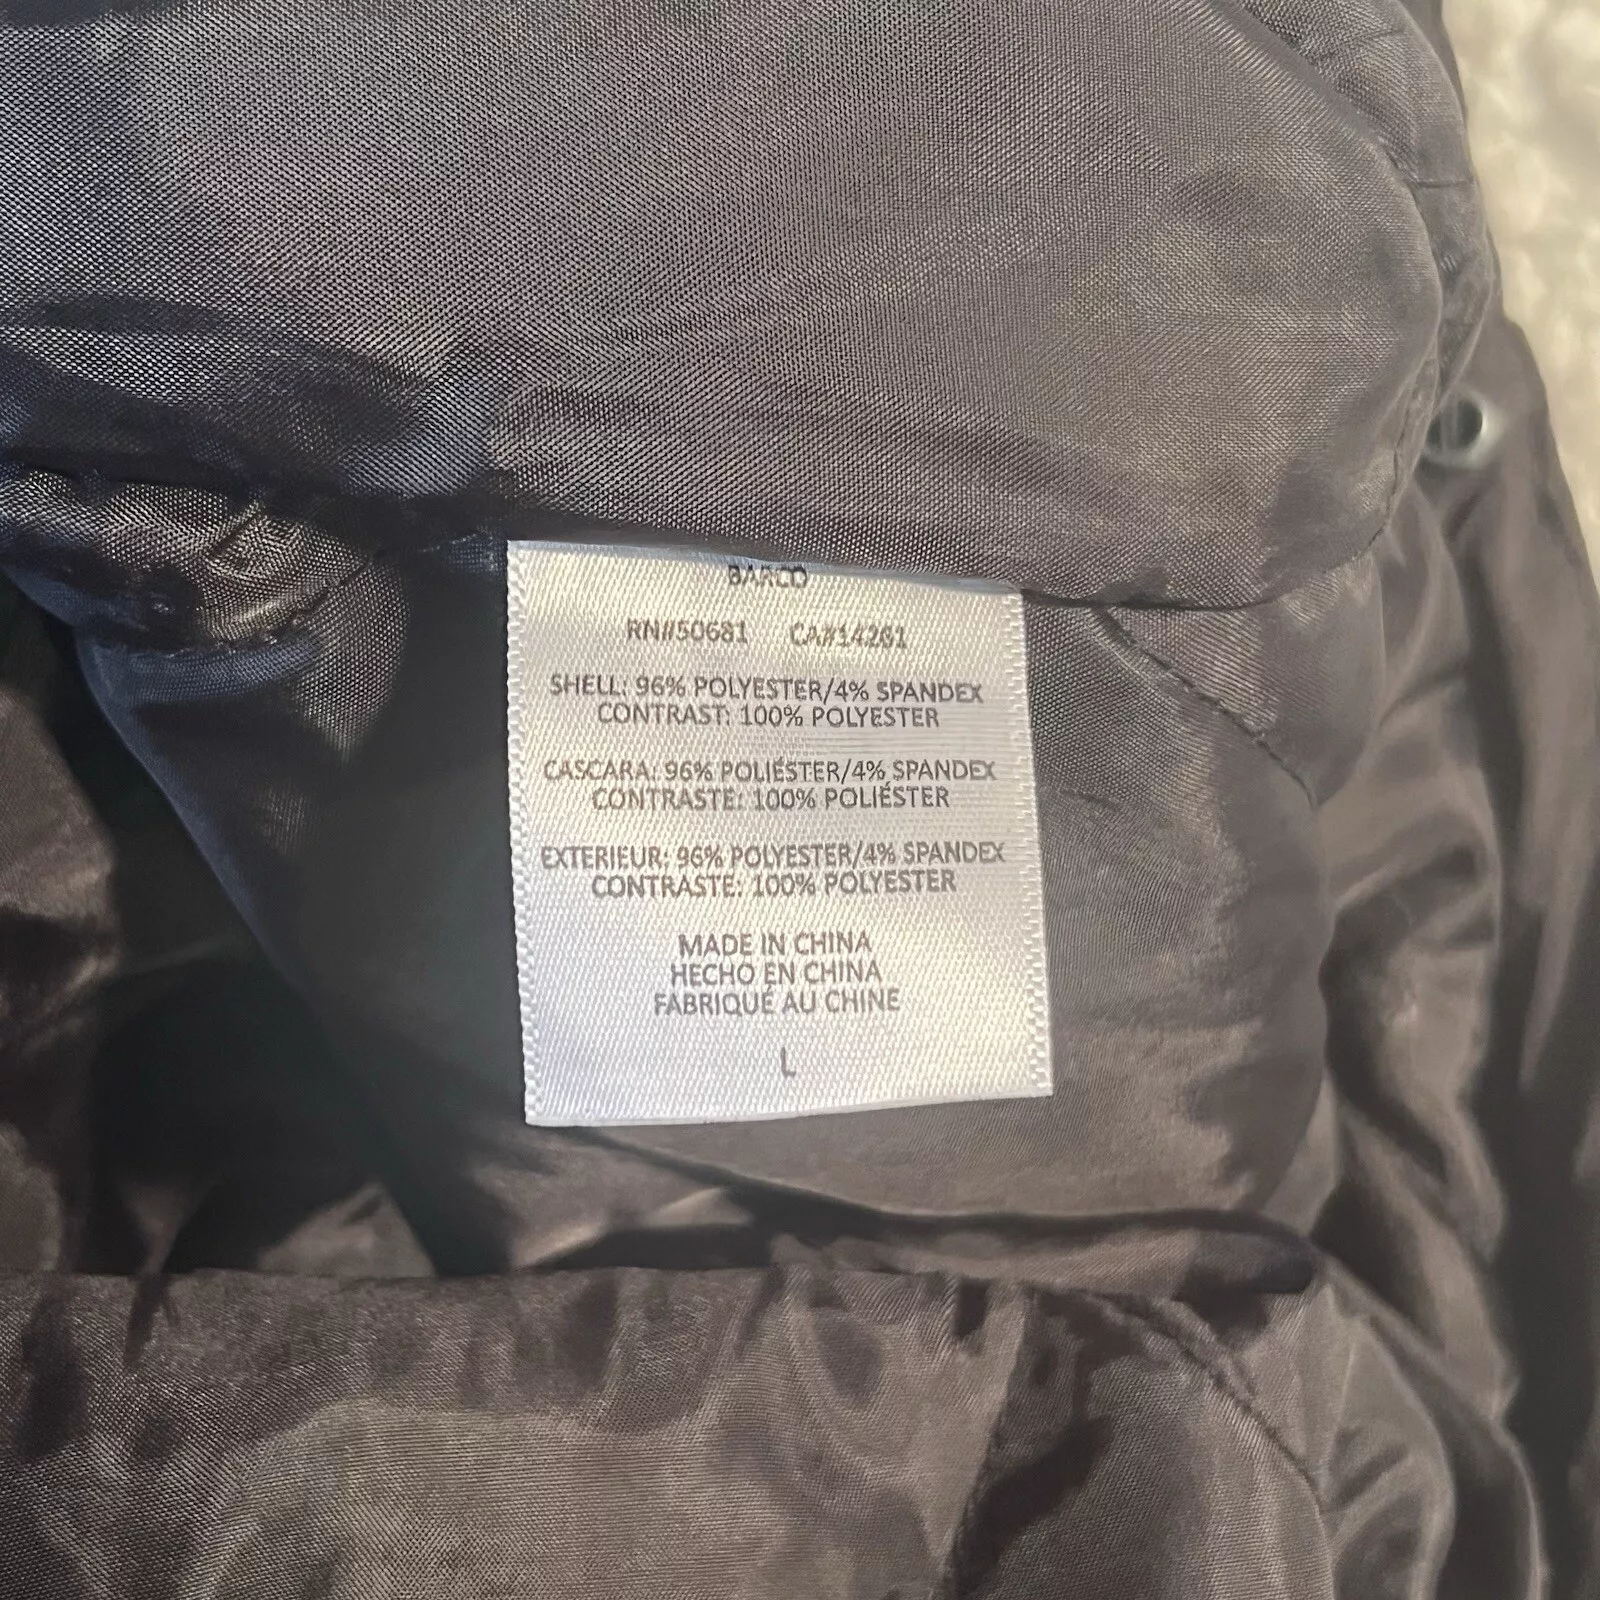 BARCO
RN#50681 CA#14261
SHELL: 96% POLYESTER/4% SPANDEX
CONTRAST: 100% POLYESTER
CASCARA: 96% POLIÉSTER/4% SPANDEX
CONTRASTE: 100% POLIÉSTER
EXTERIEUR: 96% POLYESTER/4% SPANDEX
CONTRASTE: 100% POLYESTER
MADE IN CHINA
HECHO EN CHINA
FABRIQUÉ AU CHINE
L